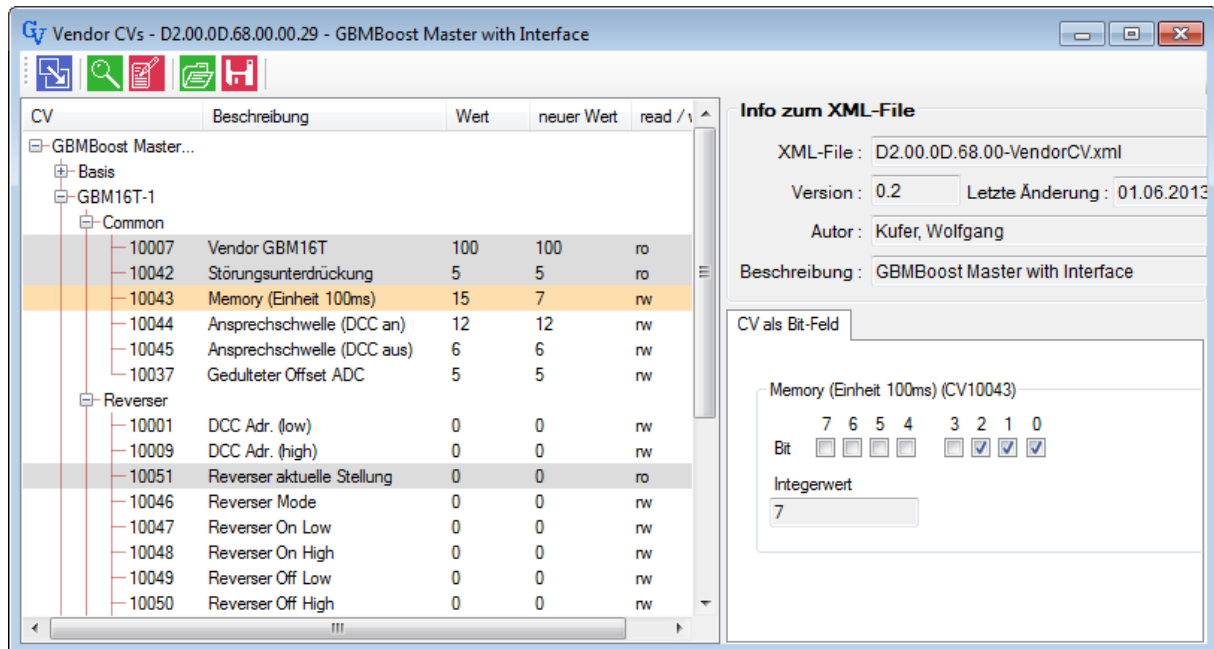 Vendor CVs - D2.00.0D.68.00.00.29 - GBMBoost Master with Interface
CV Beschreibung Wert neuer Wert read /
GBMBoost Master...
Basis
GBM16T-1
Common
10007 Vendor GBM16T 100 100 ro
10042 Störungsunterdrückung 5 5 ro
10043 Memory (Einheit 100ms) 15 7 rw
10044 Ansprechschwelle (DCC an) 12 12 rw
10045 Ansprechschwelle (DCC aus) 6 6 rw
10037 Gedulteter Offset ADC 5 5 rw
Reverser
10001 DCC Adr. (low) 0 0 rw
10009 DCC Adr. (high) 0 0 rw
10051 Reverser aktuelle Stellung 0 0 ro
10046 Reverser Mode 0 0 rw
10047 Reverser On Low 0 0 rw
10048 Reverser On High 0 0 rw
10049 Reverser Off Low 0 0 rw
10050 Reverser Off High 0 0 rw
Info zum XML-File
XML-File : D2.00.0D.68.00-VendorCV.xml
Version : 0.2 Letzte Änderung : 01.06.2013
Autor : Kufer, Wolfgang
Beschreibung : GBMBoost Master with Interface
CV als Bit-Feld
Memory (Einheit 100ms) (CV10043)
7 6 5 4 3 2 1 0
Bit
Integerwert
7